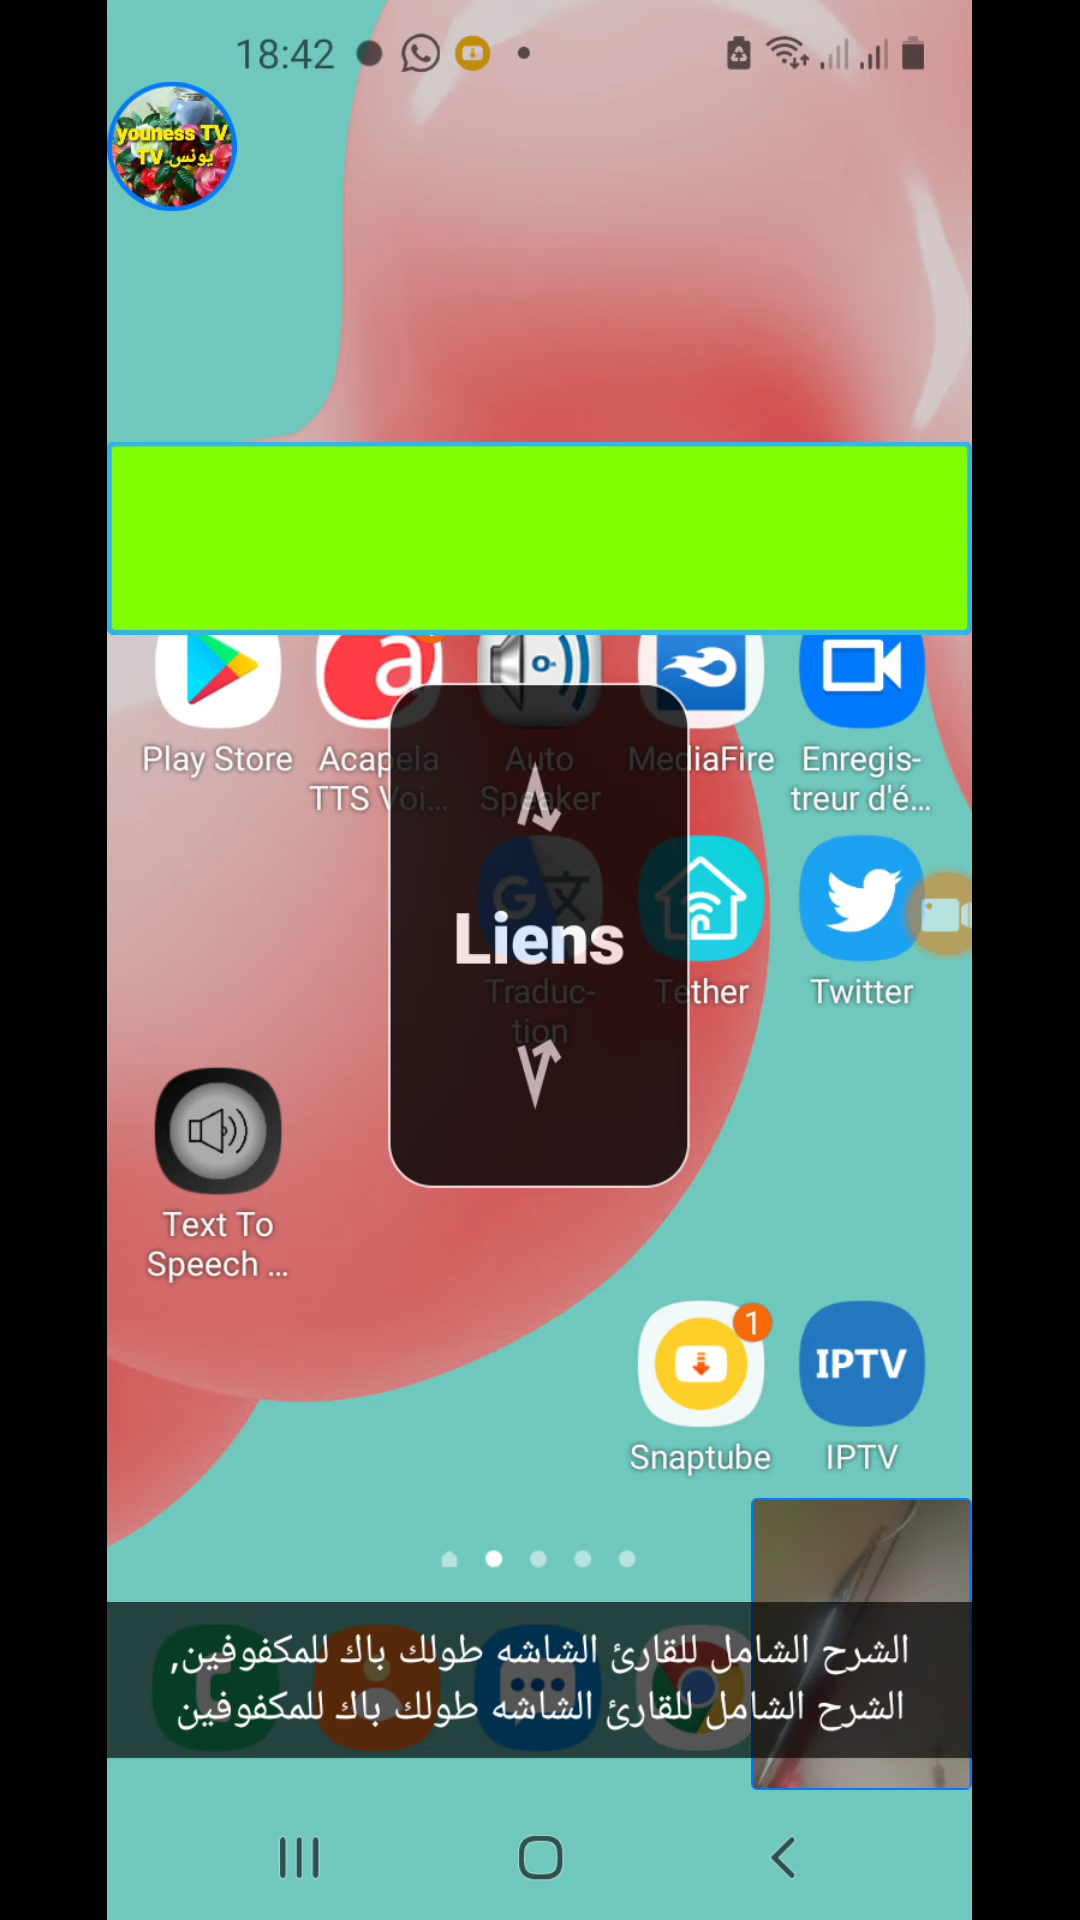 18:42
youness TV
يونس TV
Play Store
Acapela
TTS Voi...
Auto
Speaker
MediaFire
Enregis-
treur d'é...
Liens
Traduc-
tion
Tether
Twitter
Text To
Speech ...
1
IPTV
Snaptube
IPTV
الشرح الشامل للقارئ الشاشه طولك باك للمكفوفين,
الشرح الشامل للقارئ الشاشه طولك باك للمكفوفين